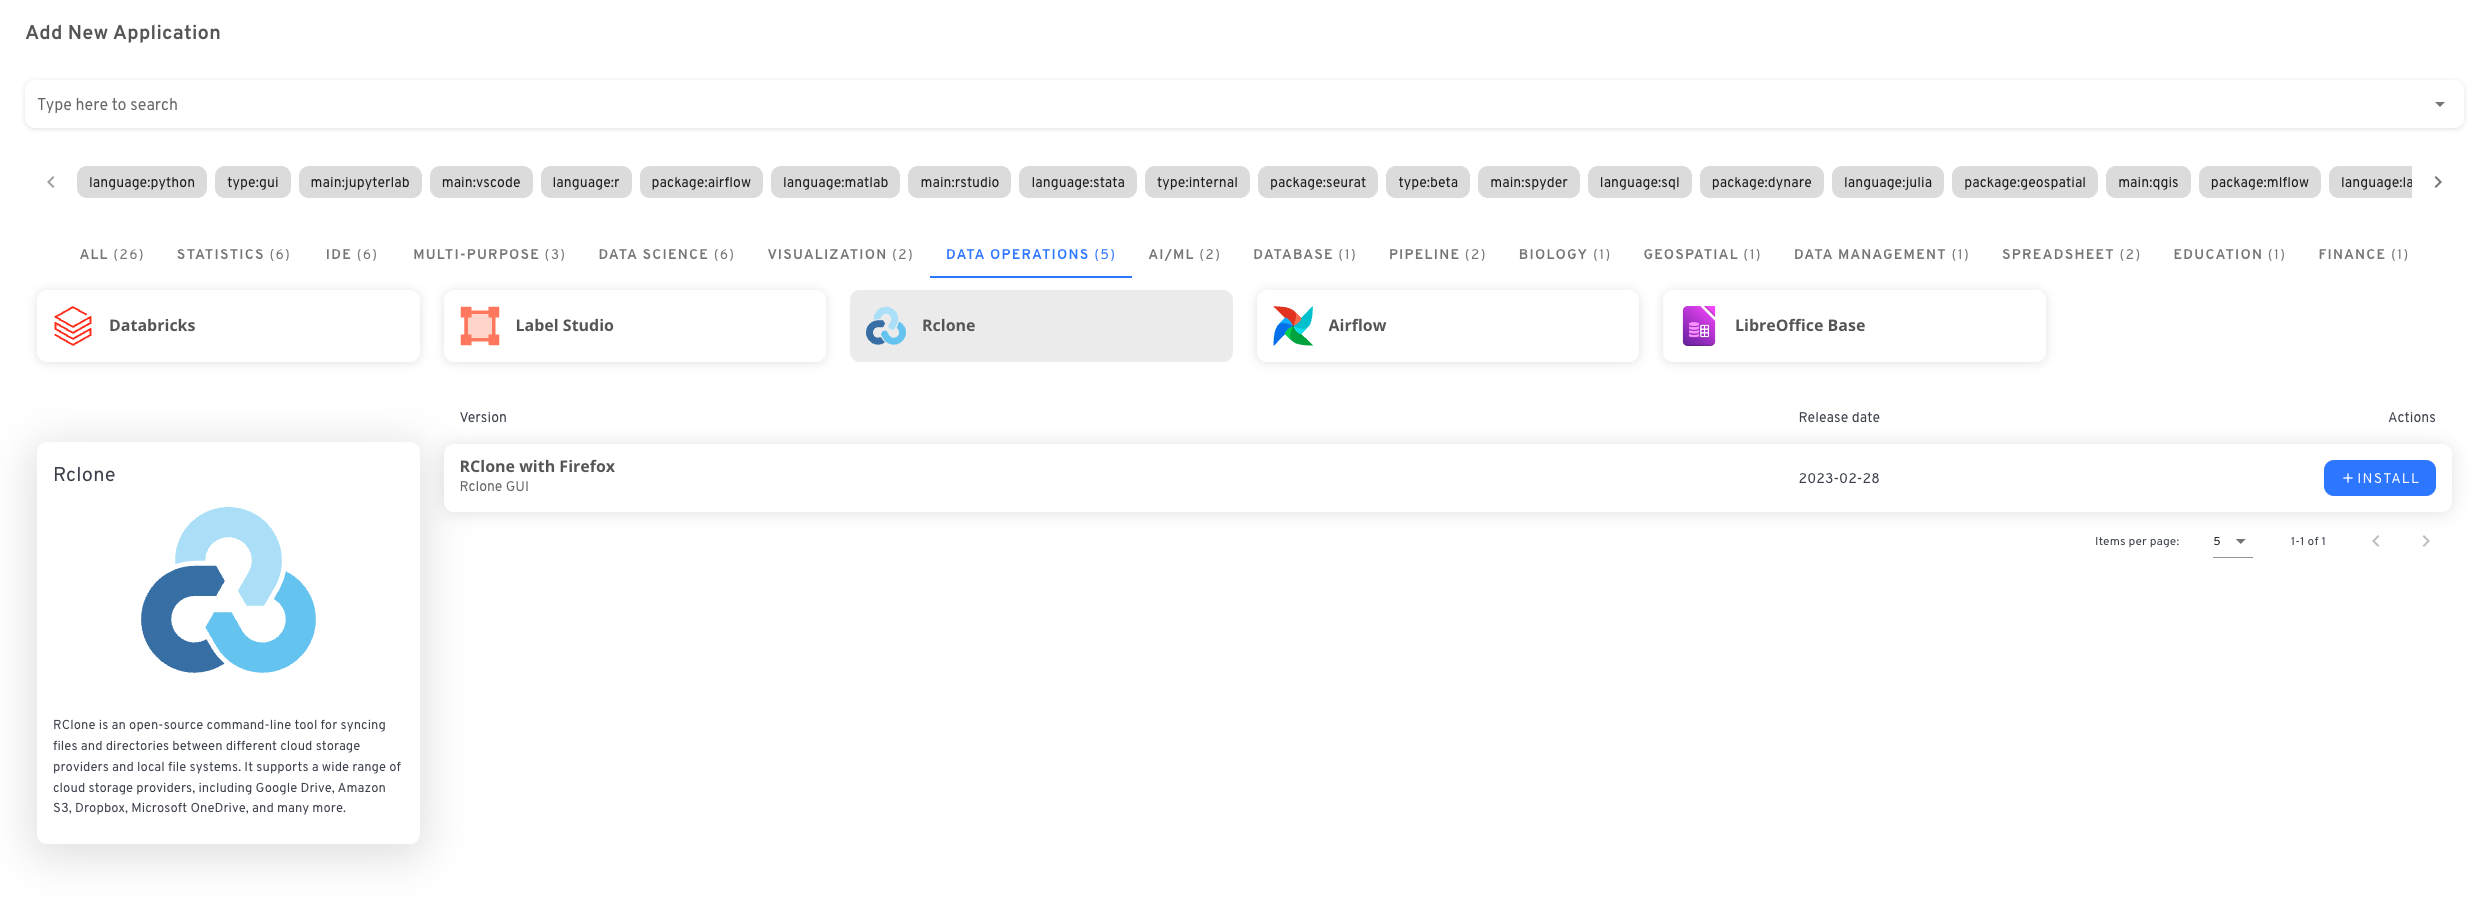 Add New Application
Type here to search
language:python type:gui main:jupyterlab main:vscode language:r package:airflow language:matlab main:rstudio language:stata type:internal package:seurat type:beta main:spyder language:sql package:dynare language:julia package:geospatial main:qgis package:mlflow language:la
ALL (26) STATISTICS (6) IDE (6) MULTI-PURPOSE (3) DATA SCIENCE (6) VISUALIZATION (2) DATA OPERATIONS (5) AI/ML (2) DATABASE (1) PIPELINE (2) BIOLOGY (1) GEOSPATIAL (1) DATA MANAGEMENT (1) SPREADSHEET (2) EDUCATION (1) FINANCE (1)
Databricks Label Studio Rclone Airflow LibreOffice Base
Version Release date Actions
RClone with Firefox
Rclone GUI
2023-02-28
+INSTALL
Items per page: 5 1-1 of 1
Rclone
RClone is an open-source command-line tool for syncing
files and directories between different cloud storage
providers and local file systems. It supports a wide range of
cloud storage providers, including Google Drive, Amazon
S3, Dropbox, Microsoft OneDrive, and many more.